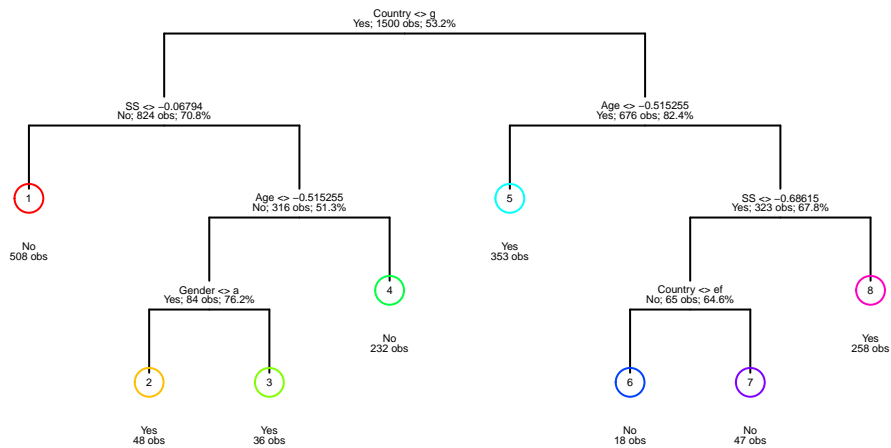 Country <> g
Yes; 1500 obs; 53.2%
SS <> −0.06794
No; 824 obs; 70.8%
Age <> −0.515255
Yes; 676 obs; 82.4%
1
No
508 obs
Age <> −0.515255
No; 316 obs; 51.3%
5
Yes
353 obs
SS <> −0.68615
Yes; 323 obs; 67.8%
Gender <> a
Yes; 84 obs; 76.2%
4
No
232 obs
Country <> ef
No; 65 obs; 64.6%
8
Yes
258 obs
2
Yes
48 obs
3
Yes
36 obs
6
No
18 obs
7
No
47 obs